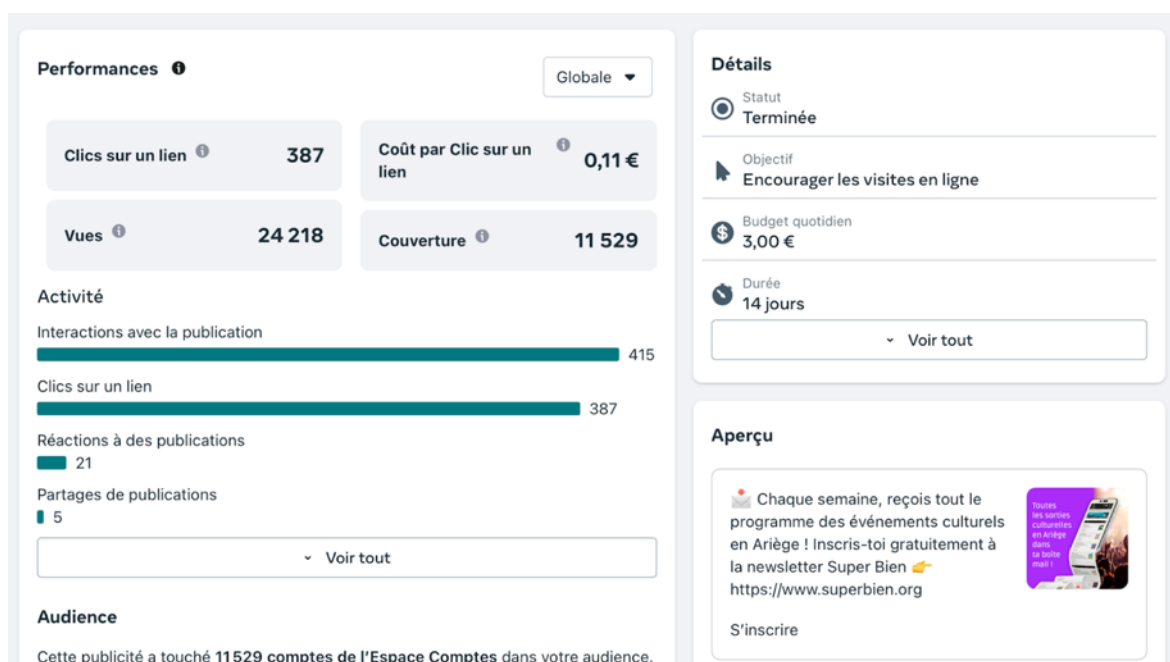 Performances
Globale
Clics sur un lien
387
Coût par Clic sur un
lien
0,11 €
Vues
24 218
Couverture
11 529
Activité
Interactions avec la publication
415
Clics sur un lien
387
Réactions à des publications
21
Partages de publications
5
Voir tout
Audience
Cette publicité a touché 11 529 comptes de l’Espace Comptes dans votre audience.
Détails
Statut
Terminée
Objectif
Encourager les visites en ligne
Budget quotidien
3,00 €
Durée
14 jours
Voir tout
Aperçu
📩 Chaque semaine, reçois tout le
programme des événements culturels
en Ariège ! Inscris-toi gratuitement à
la newsletter Super Bien 👉
https://www.superbien.org
S’inscrire
Toutes
les sorties
culturelles
en Ariège
dans
ta boîte
mail !